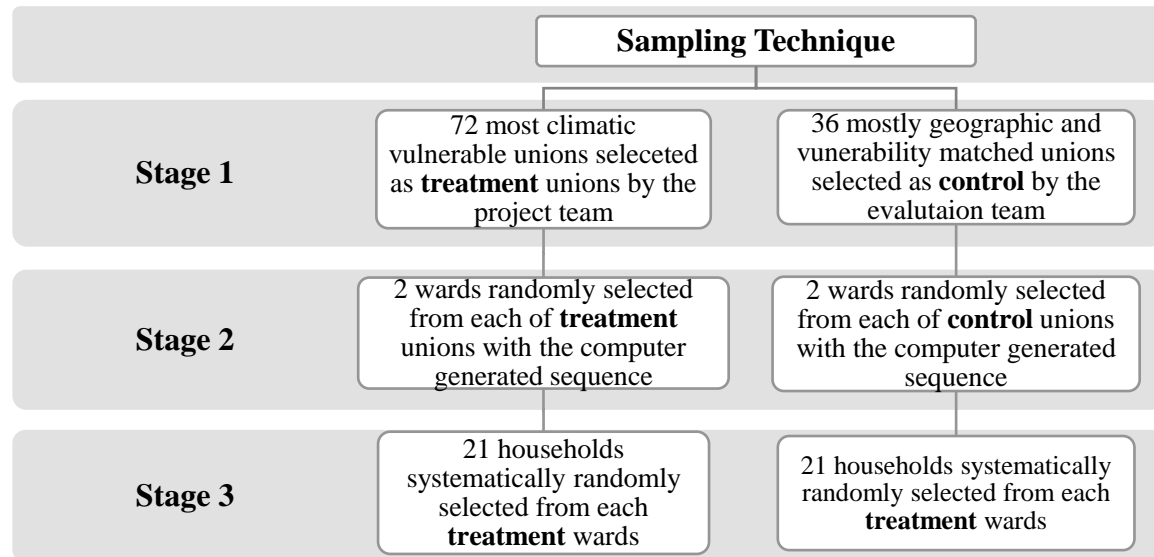 Sampling Technique
Stage 1
72 most climatic
vulnerable unions seleceted
as treatment unions by the
project team
36 mostly geographic and
vunerability matched unions
selected as control by the
evalutaion team
Stage 2
2 wards randomly selected
from each of treatment
unions with the computer
generated sequence
2 wards randomly selected
from each of control unions
with the computer generated
sequence
Stage 3
21 households
systematically randomly
selected from each
treatment wards
21 households systematically
randomly selected from each
treatment wards